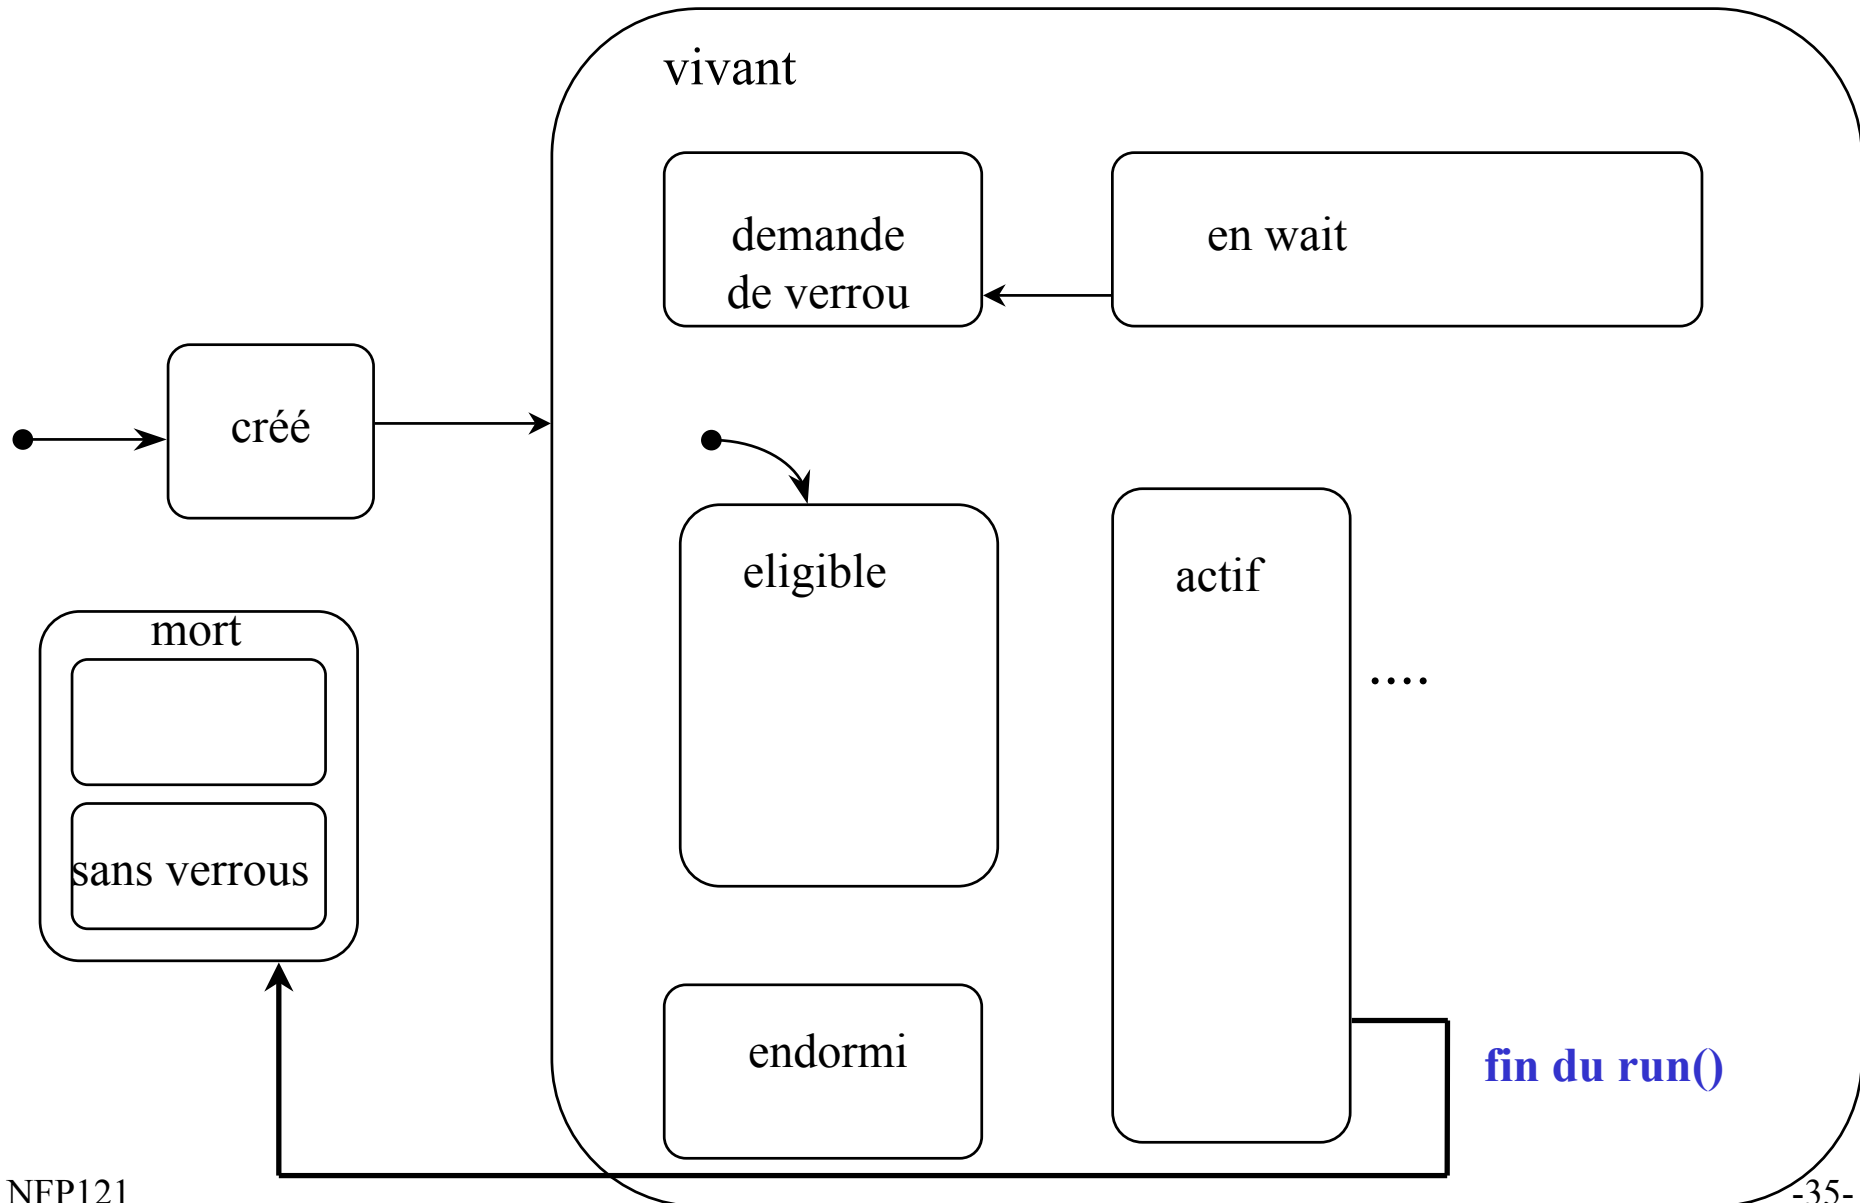 vivant
demande
de verrou
en wait
créé
eligible
actif
mort
....
sans verrous
endormi
fin du run()
NFP121
-35-